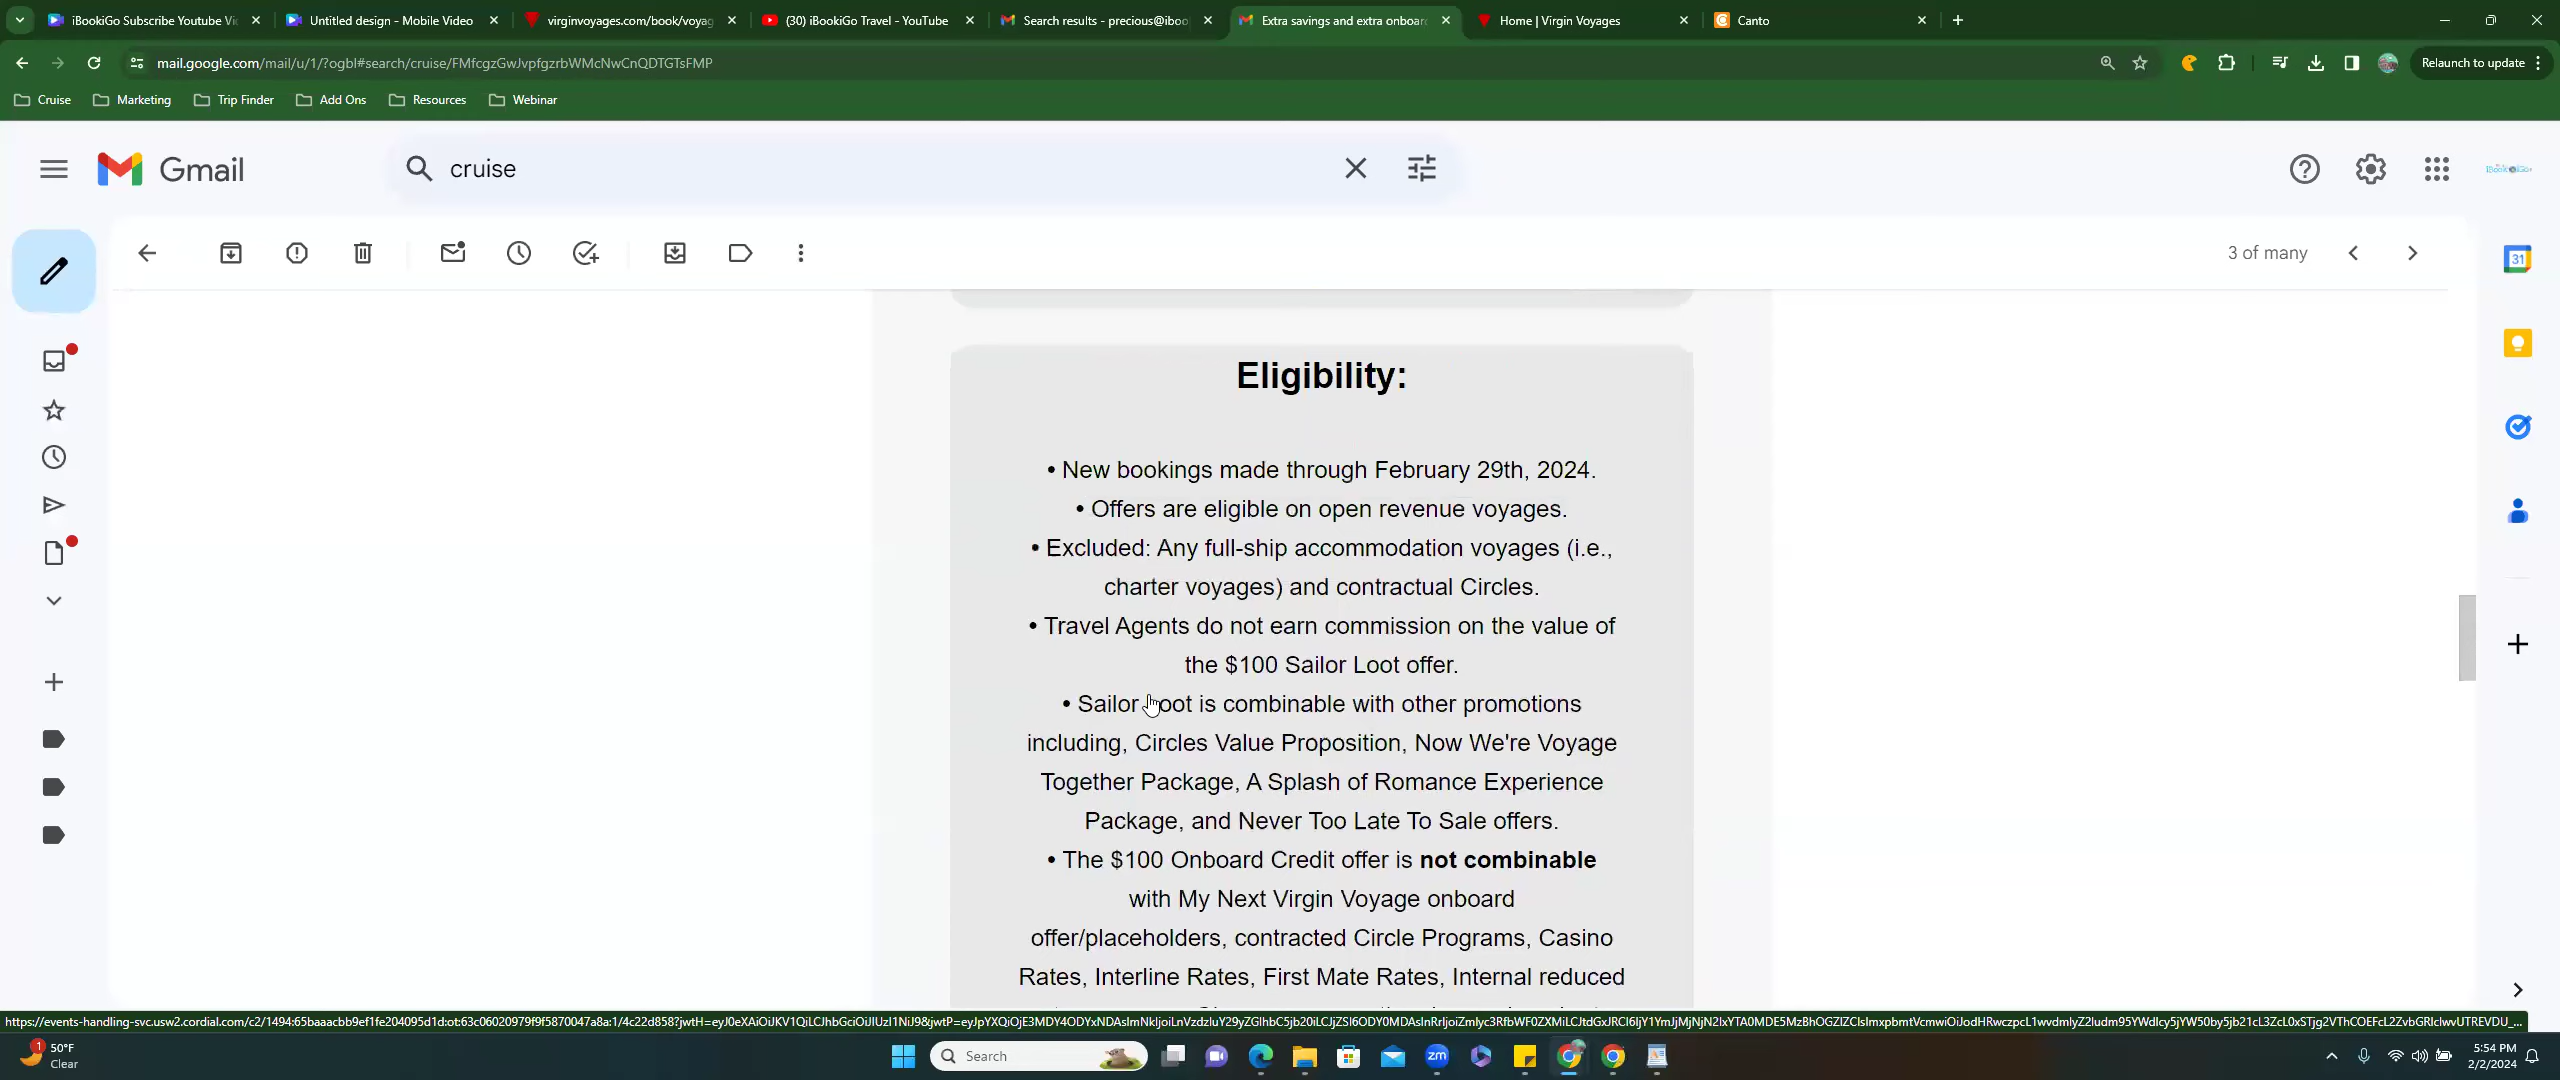 iBookiGo Subscribe Youtube Vi
Untitled design - Mobile Video
virginvoyages.com/book/voyag
(30) iBookiGo Travel - YouTube
Search results - precious@iboo
Extra savings and extra onboar
Home | Virgin Voyages
Canto
mail.google.com/mail/u/1/?ogbl#search/cruise/FMfcgzGwJvpfgzrbWMcNwCnQDTGTsFMP
Relaunch to update
Cruise
Marketing
Trip Finder
Add Ons
Resources
Webinar
Gmail
cruise
3 of many
31
Eligibility:
• New bookings made through February 29th, 2024.
• Offers are eligible on open revenue voyages.
• Excluded: Any full-ship accommodation voyages (i.e.,
charter voyages) and contractual Circles.
• Travel Agents do not earn commission on the value of
the $100 Sailor Loot offer.
• Sailor Loot is combinable with other promotions
including, Circles Value Proposition, Now We're Voyage
Together Package, A Splash of Romance Experience
Package, and Never Too Late To Sale offers.
• The $100 Onboard Credit offer is not combinable
with My Next Virgin Voyage onboard
offer/placeholders, contracted Circle Programs, Casino
Rates, Interline Rates, First Mate Rates, Internal reduced
1
50°F
Clear
Search
zm
5:54 PM
2/2/2024